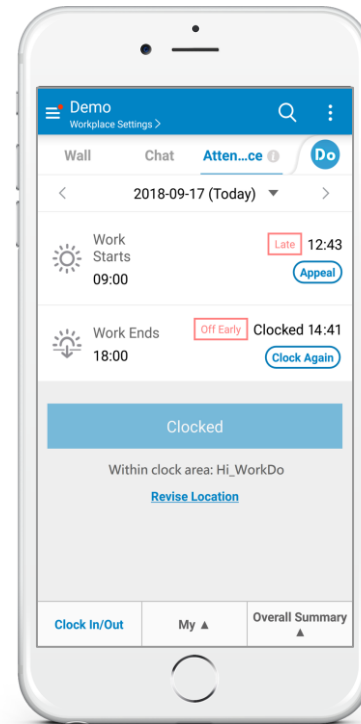 Demo
Workplace Settings >
Wall Chat Atten...ce Do
2018-09-17 (Today)
Work Starts
Late 12:43
09:00
Appeal
Work Ends
Off Early Clocked 14:41
18:00
Clock Again
Clocked
Within clock area: Hi_WorkDo
Revise Location
Clock In/Out My ▲ Overall Summary ▲